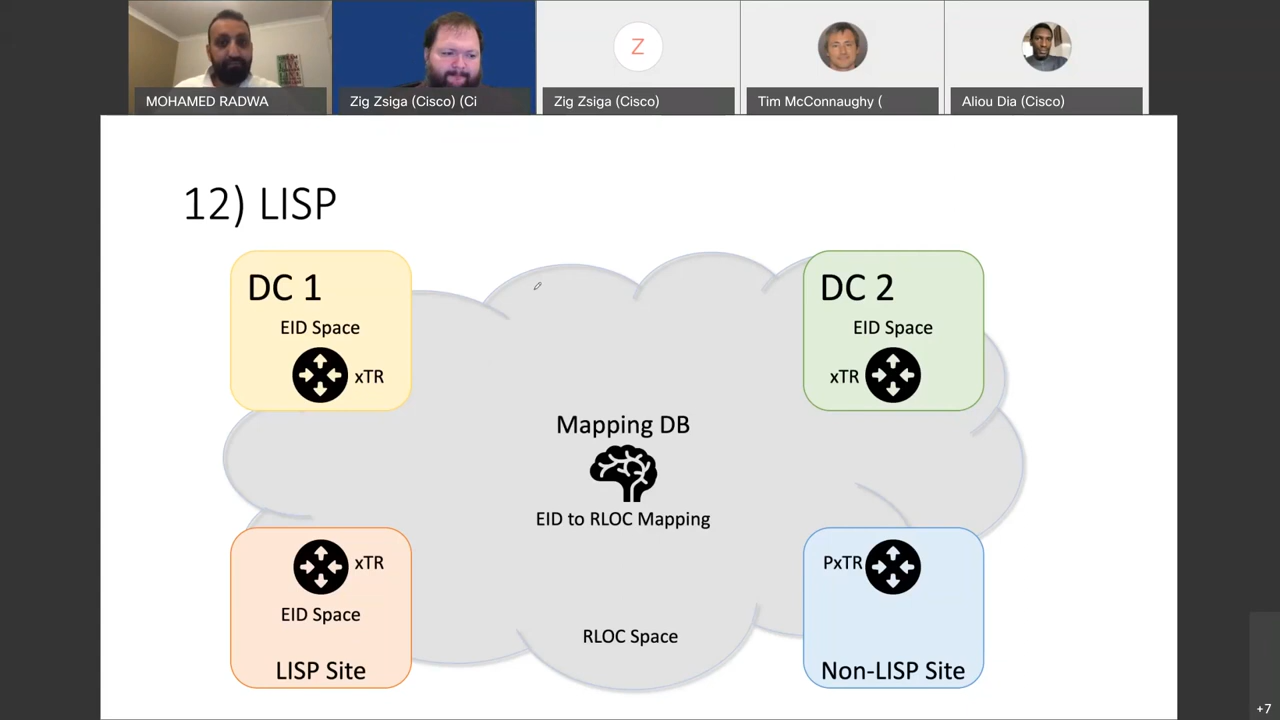 MOHAMED RADWA
Zig Zsiga (Cisco) (Ci
Z
Zig Zsiga (Cisco)
Tim McConnaughy (
Aliou Dia (Cisco)
12) LISP
DC 1
EID Space
xTR
DC 2
EID Space
xTR
Mapping DB
EID to RLOC Mapping
xTR
EID Space
LISP Site
RLOC Space
PxTR
Non-LISP Site
+7